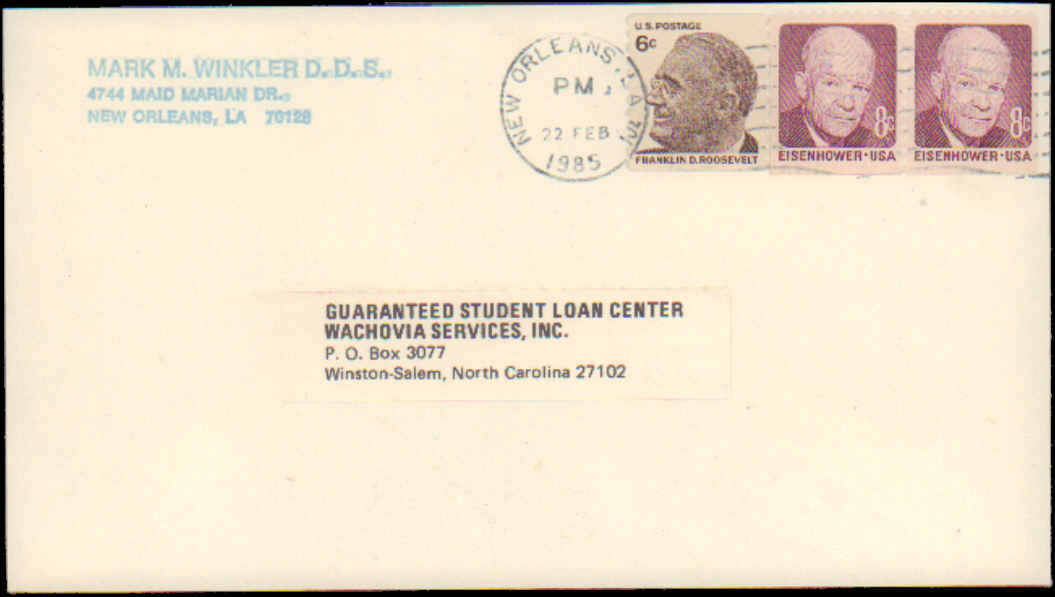 MARK M. WINKLER D.D.S.
4744 MAID MARIAN DR.
NEW ORLEANS, LA 70128
NEW ORLEANS, LA
PM
22 FEB
1985
U.S. POSTAGE
6c
FRANKLIN D. ROOSEVELT
8c
EISENHOWER·USA
8c
EISENHOWER·USA
GUARANTEED STUDENT LOAN CENTER
WACHOVIA SERVICES, INC.
P. O. Box 3077
Winston-Salem, North Carolina 27102